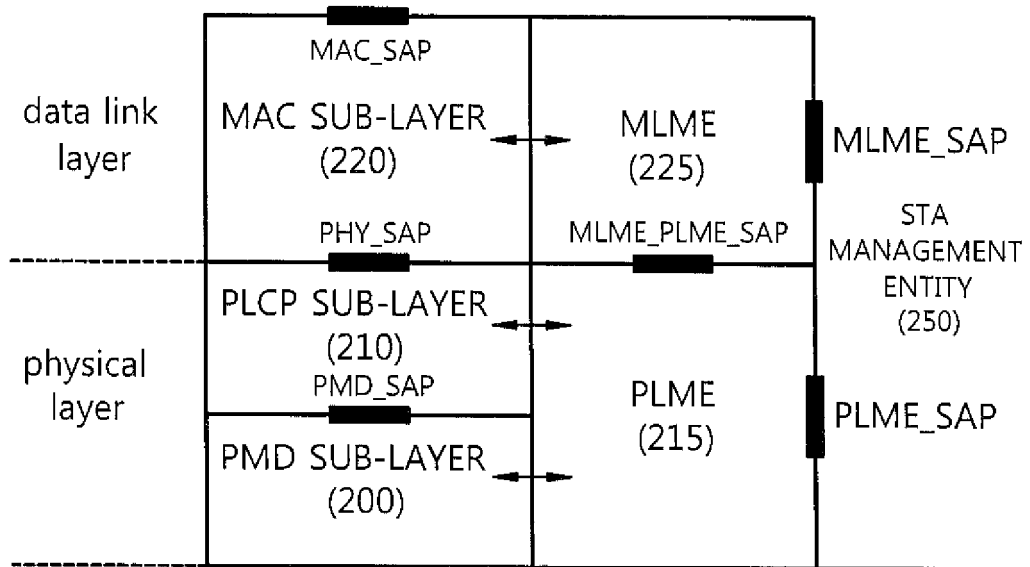 MAC_SAP
data link
layer
MAC SUB-LAYER
(220)
MLME
(225)
MLME_SAP
PHY_SAP
MLME_PLME_SAP
STA
MANAGEMENT
ENTITY
(250)
physical
layer
PLCP SUB-LAYER
(210)
PMD_SAP
PMD SUB-LAYER
(200)
PLME
(215)
PLME_SAP